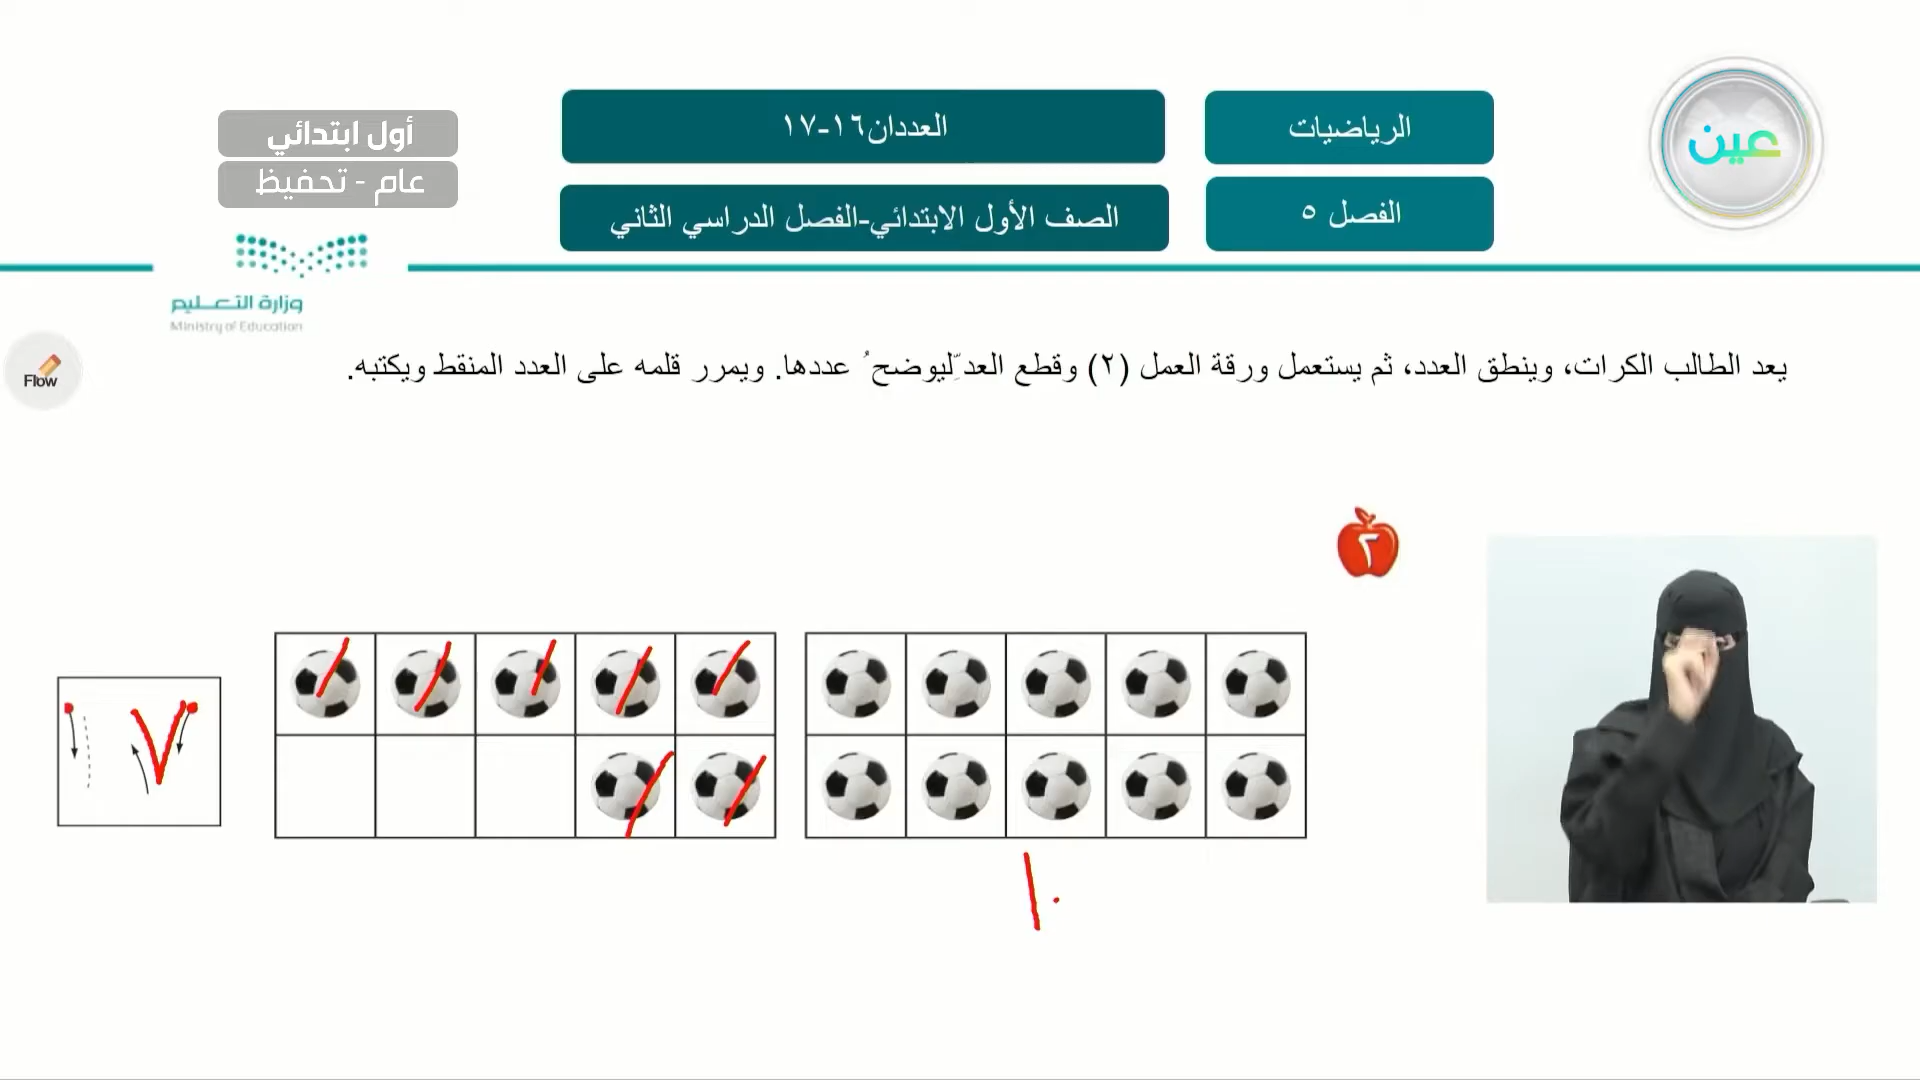 عين
الرياضيات
العددان١٦-١٧
أول ابتدائي
عام - تحفيظ
الفصل ٥
الصف الأول الابتدائي-الفصل الدراسي الثاني
وزارة التعليم
Ministry of Education
Flow
يعد الطالب الكرات، وينطق العدد، ثم يستعمل ورقة العمل (٢) وقطع العدِّليوضحُ عددها. ويمرر قلمه على العدد المنقط ويكتبه.
٢
١٧
١٠